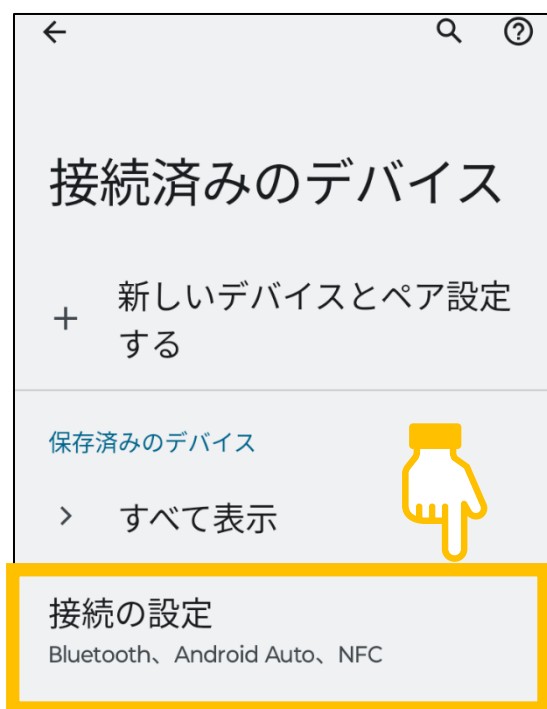 接続済みのデバイス
新しいデバイスとペア設定
する
保存済みのデバイス
すべて表示
接続の設定
Bluetooth、Android Auto、NFC